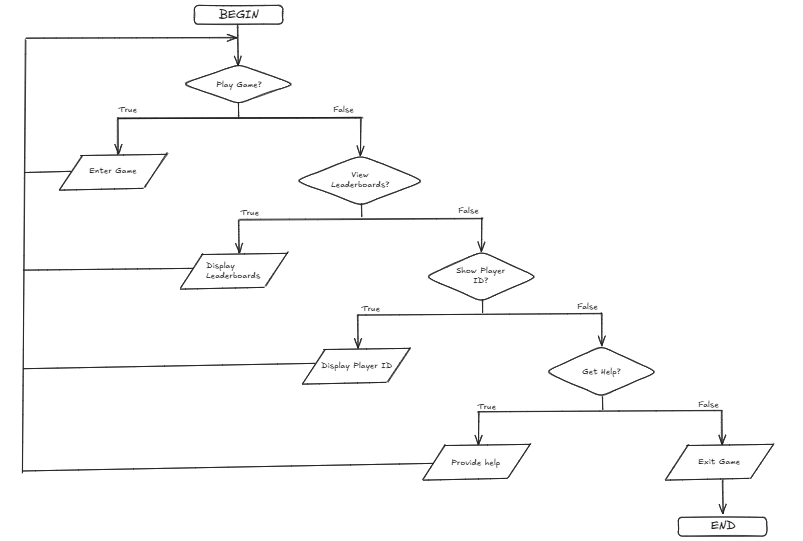 BEGIN
Play Game?
True
False
Enter Game
View
Leaderboards?
True
False
Display
Leaderboards
Show Player
ID?
True
False
Display Player ID
Get Help?
True
False
Provide help
Exit Game
END